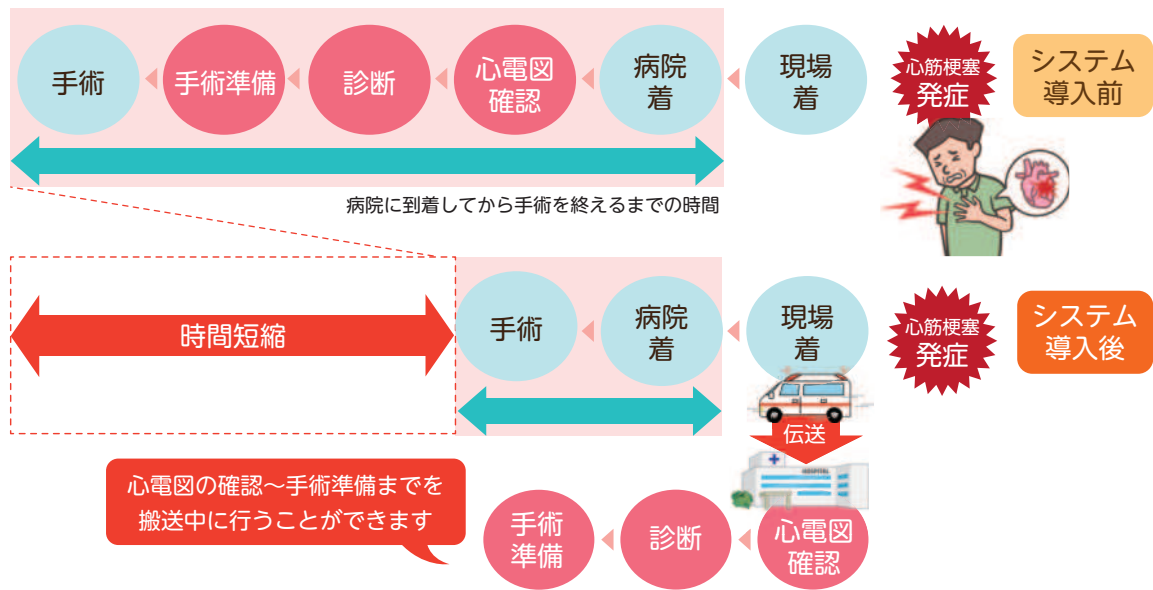 システム
導入前
心筋梗塞
発症
現場
着
病院
着
心電図
確認
診断
手術準備
手術
病院に到着してから手術を終えるまでの時間
システム
導入後
心筋梗塞
発症
現場
着
病院
着
手術
時間短縮
伝送
HOSPITAL
心電図
確認
診断
手術
準備
心電図の確認～手術準備までを
搬送中に行うことができます